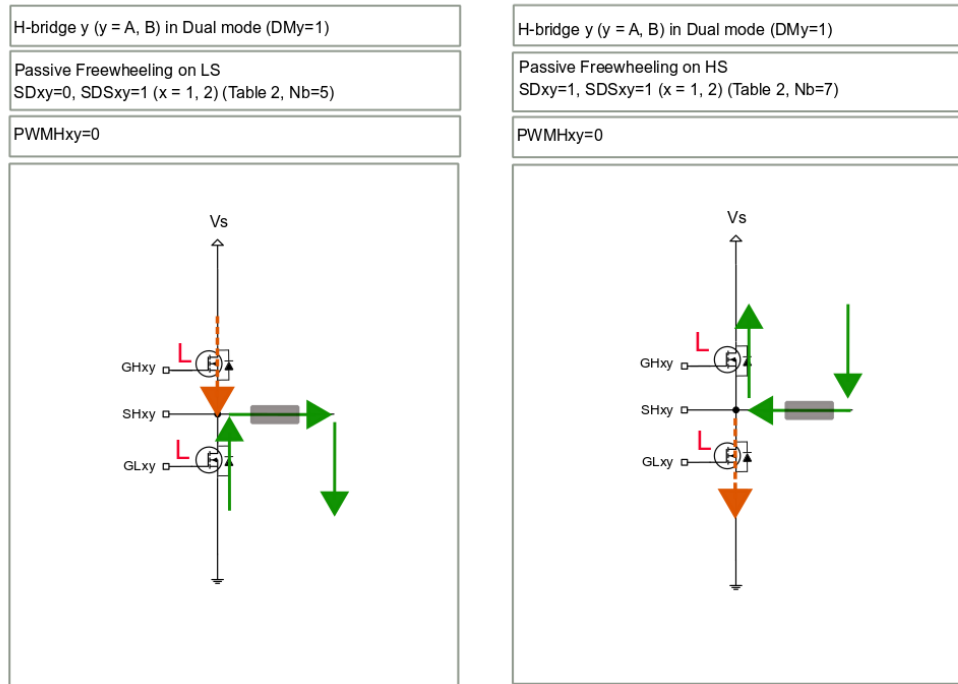 H-bridge y (y = A, B) in Dual mode (DMy=1)
Passive Freewheeling on LS
SDxy=0, SDSxy=1 (x = 1, 2) (Table 2, Nb=5)
PWMHxy=0
Vs
L
GHxy
SHxy
L
GLxy
H-bridge y (y = A, B) in Dual mode (DMy=1)
Passive Freewheeling on HS
SDxy=1, SDSxy=1 (x = 1, 2) (Table 2, Nb=7)
PWMHxy=0
Vs
L
GHxy
SHxy
L
GLxy